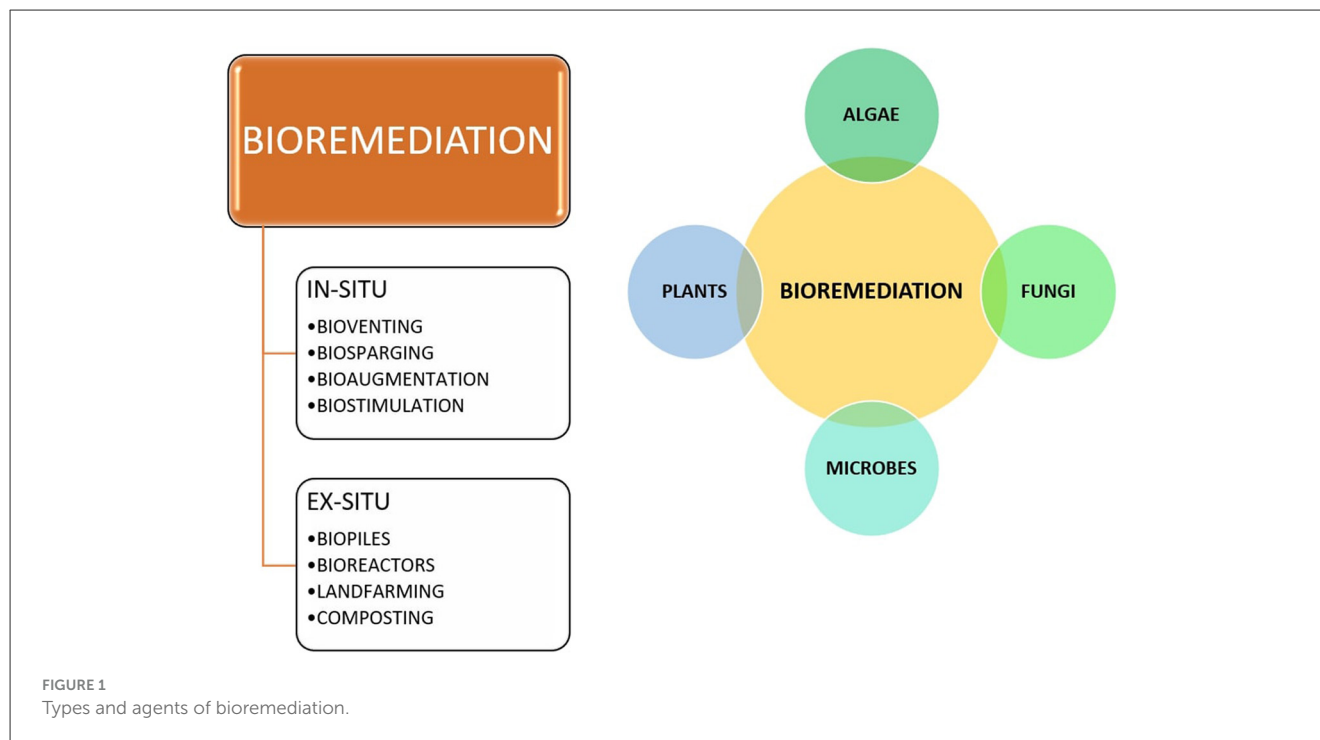 BIOREMEDIATION
IN-SITU
•BIOVENTING
•BIOSPARGING
•BIOAUGMENTATION
•BIOSTIMULATION
EX-SITU
•BIOPILES
•BIOREACTORS
•LANDFARMING
•COMPOSTING
ALGAE
PLANTS
BIOREMEDIATION
FUNGI
MICROBES
FIGURE 1
Types and agents of bioremediation.